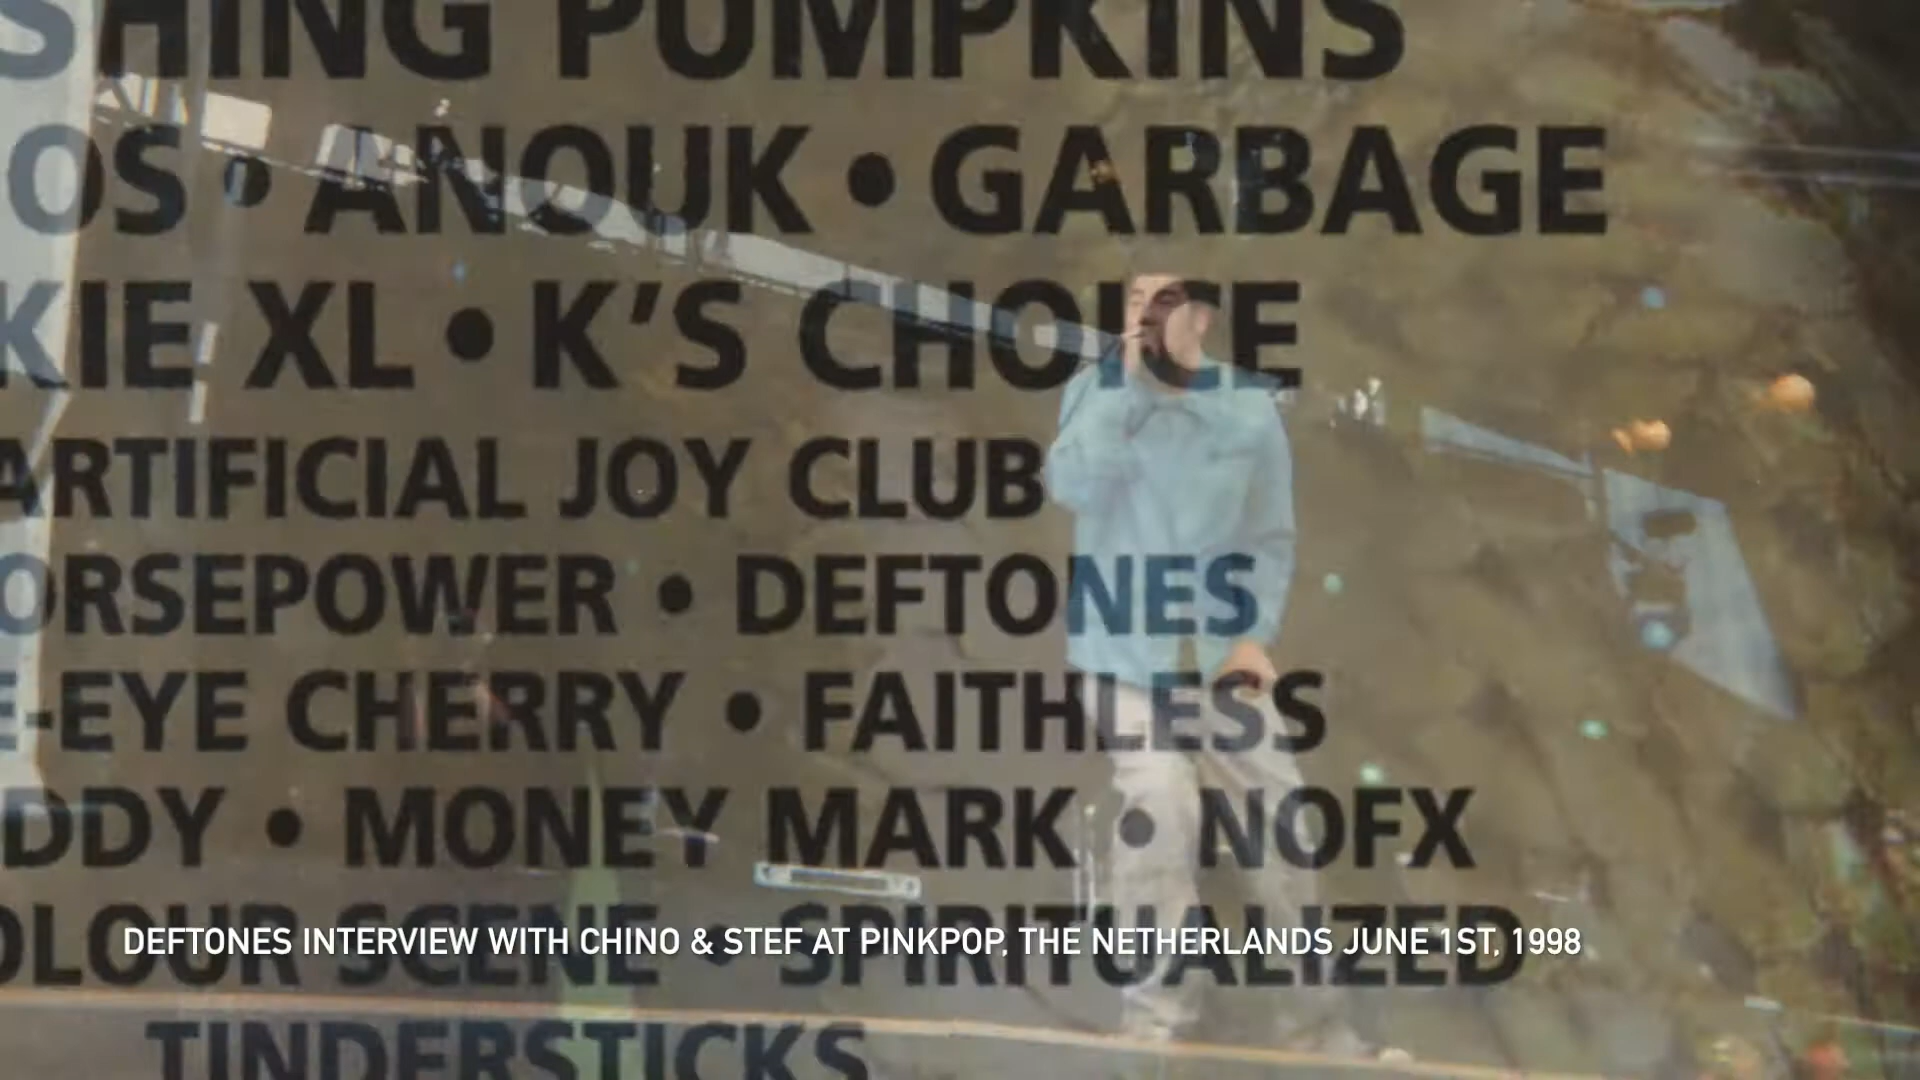 SHING PUMPKINS
OS • ANOUK • GARBAGE
KIE XL • K'S CHOICE
ARTIFICIAL JOY CLUB
ORSEPOWER • DEFTONES
E-EYE CHERRY • FAITHLESS
DDY • MONEY MARK • NOFX
OLOUR SCENE • SPIRITUALIZED
DEFTONES INTERVIEW WITH CHINO & STEF AT PINKPOP, THE NETHERLANDS JUNE 1ST, 1998
TINDERSTICKS